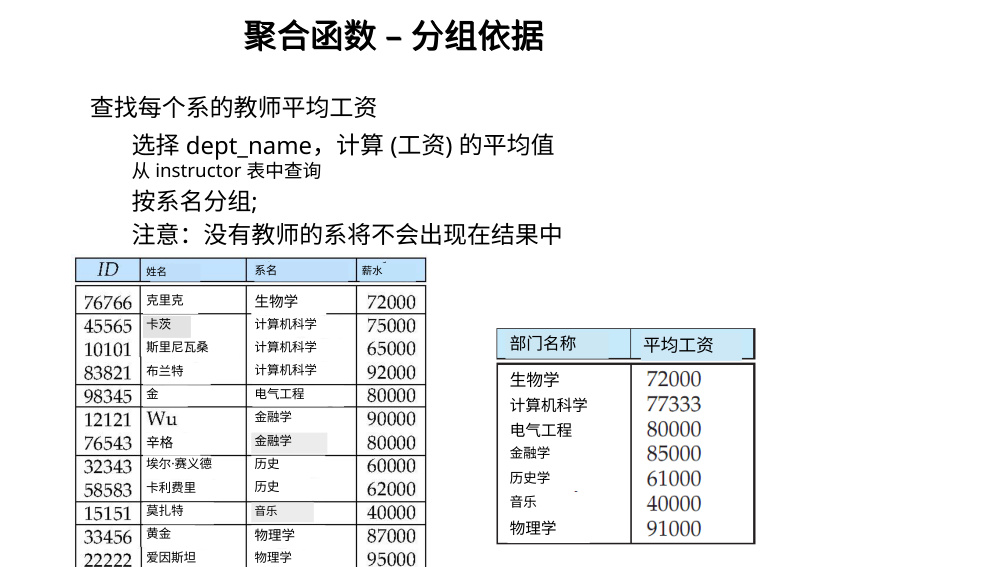 聚合函数 – 分组依据
查找每个系的教师平均工资
选择 dept_name，计算 (工资) 的平均值
从 instructor 表中查询
按系名分组;
注意：没有教师的系将不会出现在结果中
ID 姓名 系名 薪水
76766 克里克 生物学 72000
45565 卡茨 计算机科学 75000
10101 斯里尼瓦桑 计算机科学 65000
83821 布兰特 计算机科学 92000
98345 金 电气工程 80000
12121 Wu 金融学 90000
76543 辛格 金融学 80000
32343 埃尔·赛义德 历史 60000
58583 卡利费里 历史 62000
15151 莫扎特 音乐 40000
33456 黄金 物理学 87000
22222 爱因斯坦 物理学 95000
部门名称 平均工资
生物学 72000
计算机科学 77333
电气工程 80000
金融学 85000
历史学 61000
音乐 40000
物理学 91000